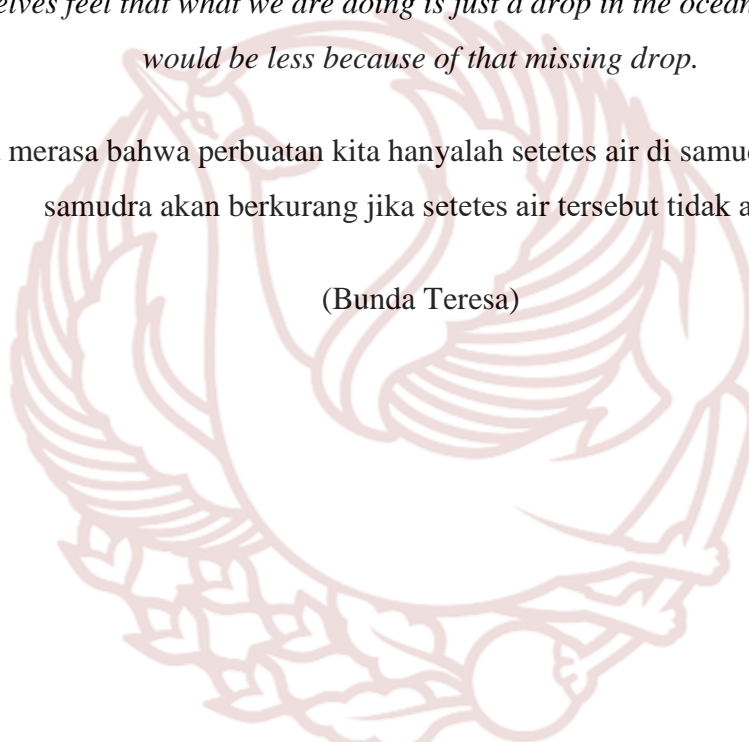 elves feel that what we are doing is just a drop in the ocean
would be less because of that missing drop.
merasa bahwa perbuatan kita hanyalah setetes air di samu
samudra akan berkurang jika setetes air tersebut tidak a
(Bunda Teresa)